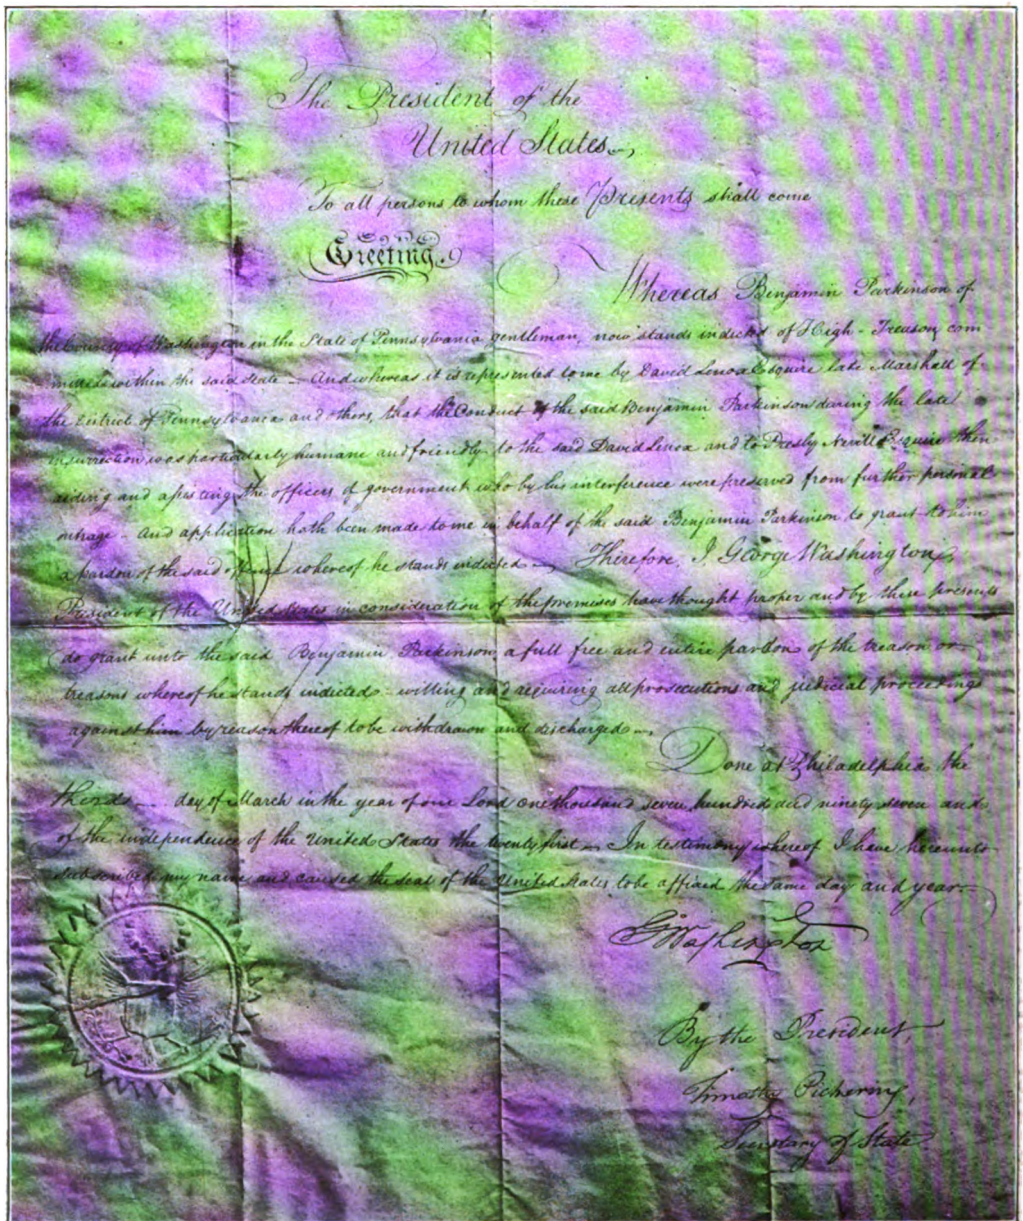 The President of the
United States.
To all persons to whom these Presents shall come
Greeting.
Whereas Benjamin Parkinson of
the County of Washington in the State of Pennsylvania gentleman, now stands indicted of High-Treason, com
mitted within the said State – And whereas it is represented to me by David Lenox Esquire late Marshall of
the district of Pennsylvania and others, that the Conduct of the said Benjamin Parkinson during the late
insurrection was particularly humane and friendly to the said David Lenox and to Presly Nevill Esquire then
aiding and assisting the officers of government who by his interference were preserved from further personal
outrage – And application hath been made to me in behalf of the said Benjamin Parkinson, to grant to him
a pardon of the said offence whereof he stands indicted – Therefore, I, George Washington,
President of the United States in consideration of the premises have thought proper and by these presents
do grant unto the said Benjamin Parkinson, a full free and entire pardon of the treason or
treasons whereof he stands indicted – willing and requiring all prosecutions and judicial proceedings
against him by reason thereof to be withdrawn and discharged –
Done at Philadelphia the
third – day of March in the year of our Lord one thousand seven hundred and ninety seven and
of the independence of the United States the twenty first – In testimony whereof I have hereunto
subscribed my name and caused the seal of the United States to be affixed the same day and year –
G Washington
By the President,
Timothy Pickering,
Secretary of State